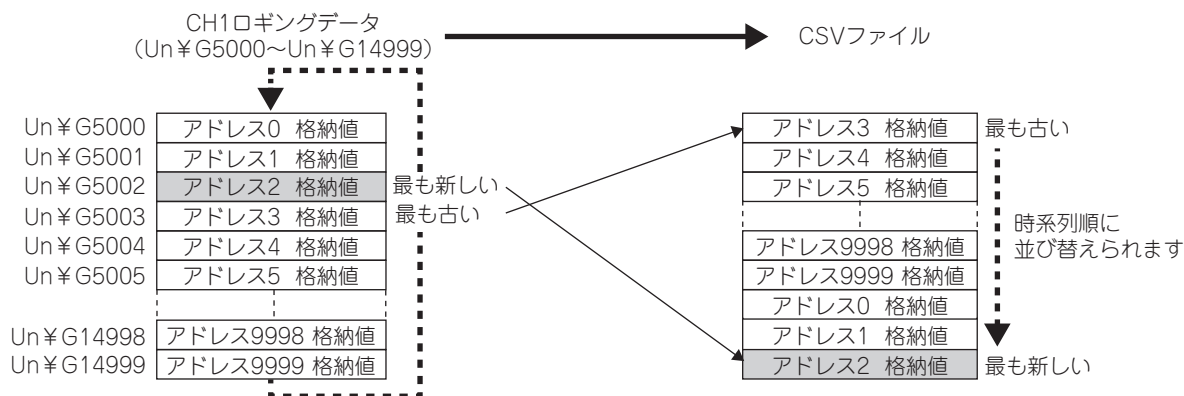 CH1ロギングデータ
（Un¥G5000～Un¥G14999）
CSVファイル
Un¥G5000 アドレス0 格納値
Un¥G5001 アドレス1 格納値
Un¥G5002 アドレス2 格納値 最も新しい
Un¥G5003 アドレス3 格納値 最も古い
Un¥G5004 アドレス4 格納値
Un¥G5005 アドレス5 格納値
Un¥G14998 アドレス9998 格納値
Un¥G14999 アドレス9999 格納値
アドレス3 格納値 最も古い
アドレス4 格納値
アドレス5 格納値
時系列順に
並び替えられます
アドレス9998 格納値
アドレス9999 格納値
アドレス0 格納値
アドレス1 格納値
アドレス2 格納値 最も新しい